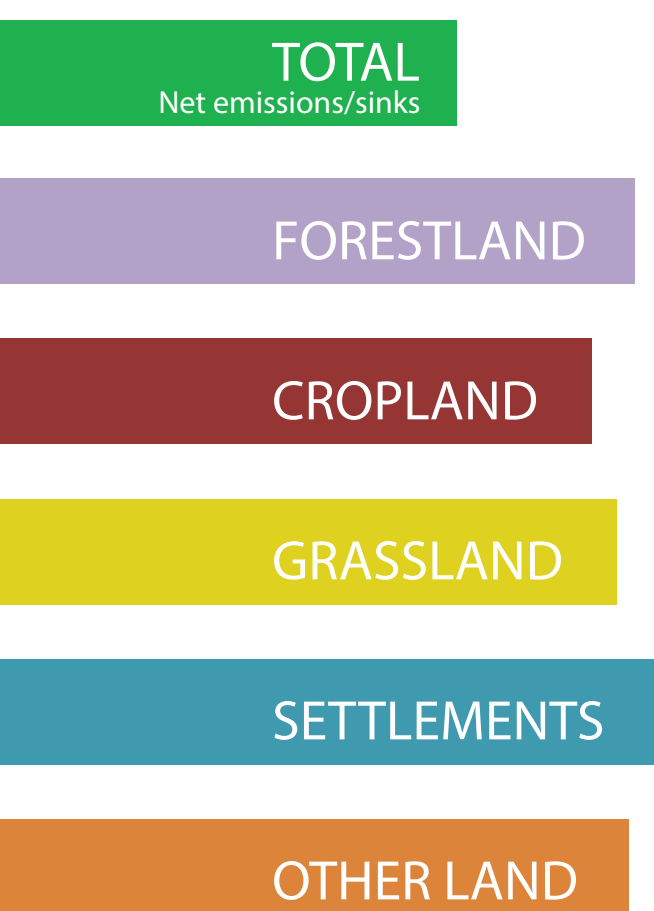 TOTAL
Net emissions/sinks
FORESTLAND
CROPLAND
GRASSLAND
SETTLEMENTS
OTHER LAND